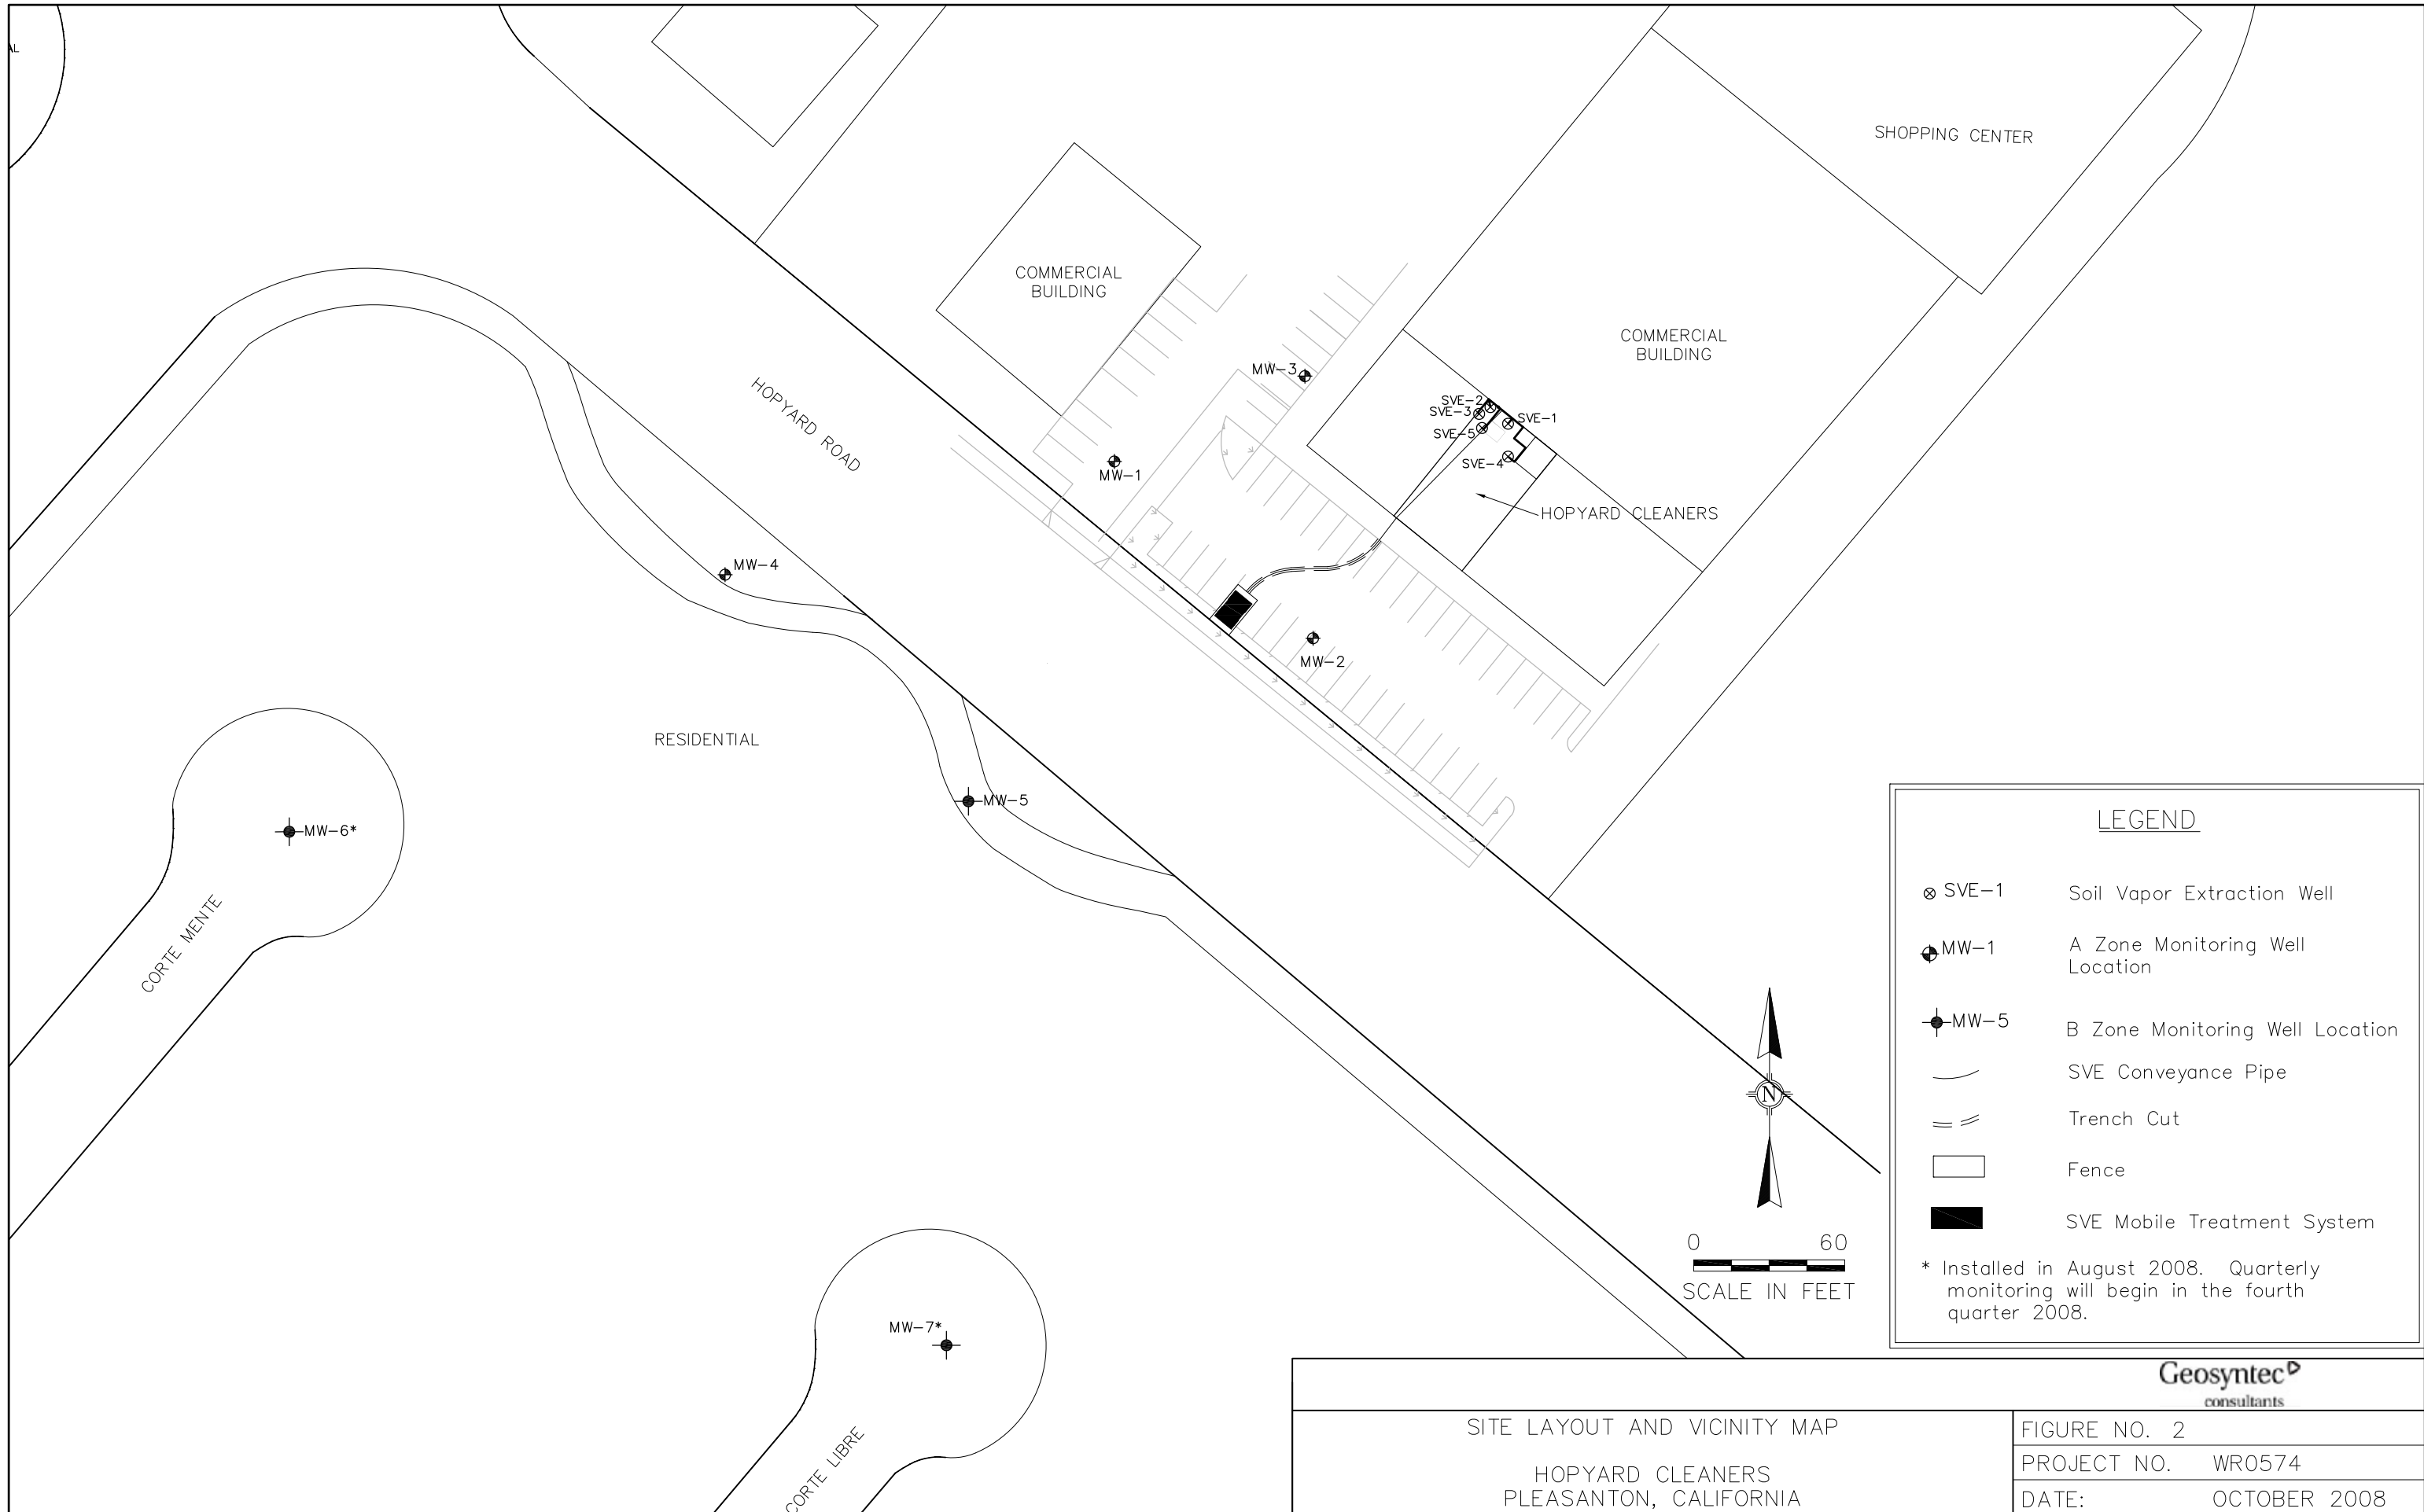 AL
SHOPPING CENTER
COMMERCIAL
BUILDING
COMMERCIAL
BUILDING
MW-3
HOPYARD ROAD
SVE-2
SVE-3
SVE-1
SVE-5
SVE-4
MW-1
HOPYARD CLEANERS
MW-4
MW-2
RESIDENTIAL
MW-5
MW-6*
CORTE MENTE
MW-7*
CORTE LIBRE
N
0 60
SCALE IN FEET
LEGEND
SVE-1 Soil Vapor Extraction Well
MW-1 A Zone Monitoring Well
Location
MW-5 B Zone Monitoring Well Location
SVE Conveyance Pipe
Trench Cut
Fence
SVE Mobile Treatment System
* Installed in August 2008. Quarterly
monitoring will begin in the fourth
quarter 2008.
Geosyntec
consultants
SITE LAYOUT AND VICINITY MAP
HOPYARD CLEANERS
PLEASANTON, CALIFORNIA
FIGURE NO. 2
PROJECT NO. WR0574
DATE: OCTOBER 2008